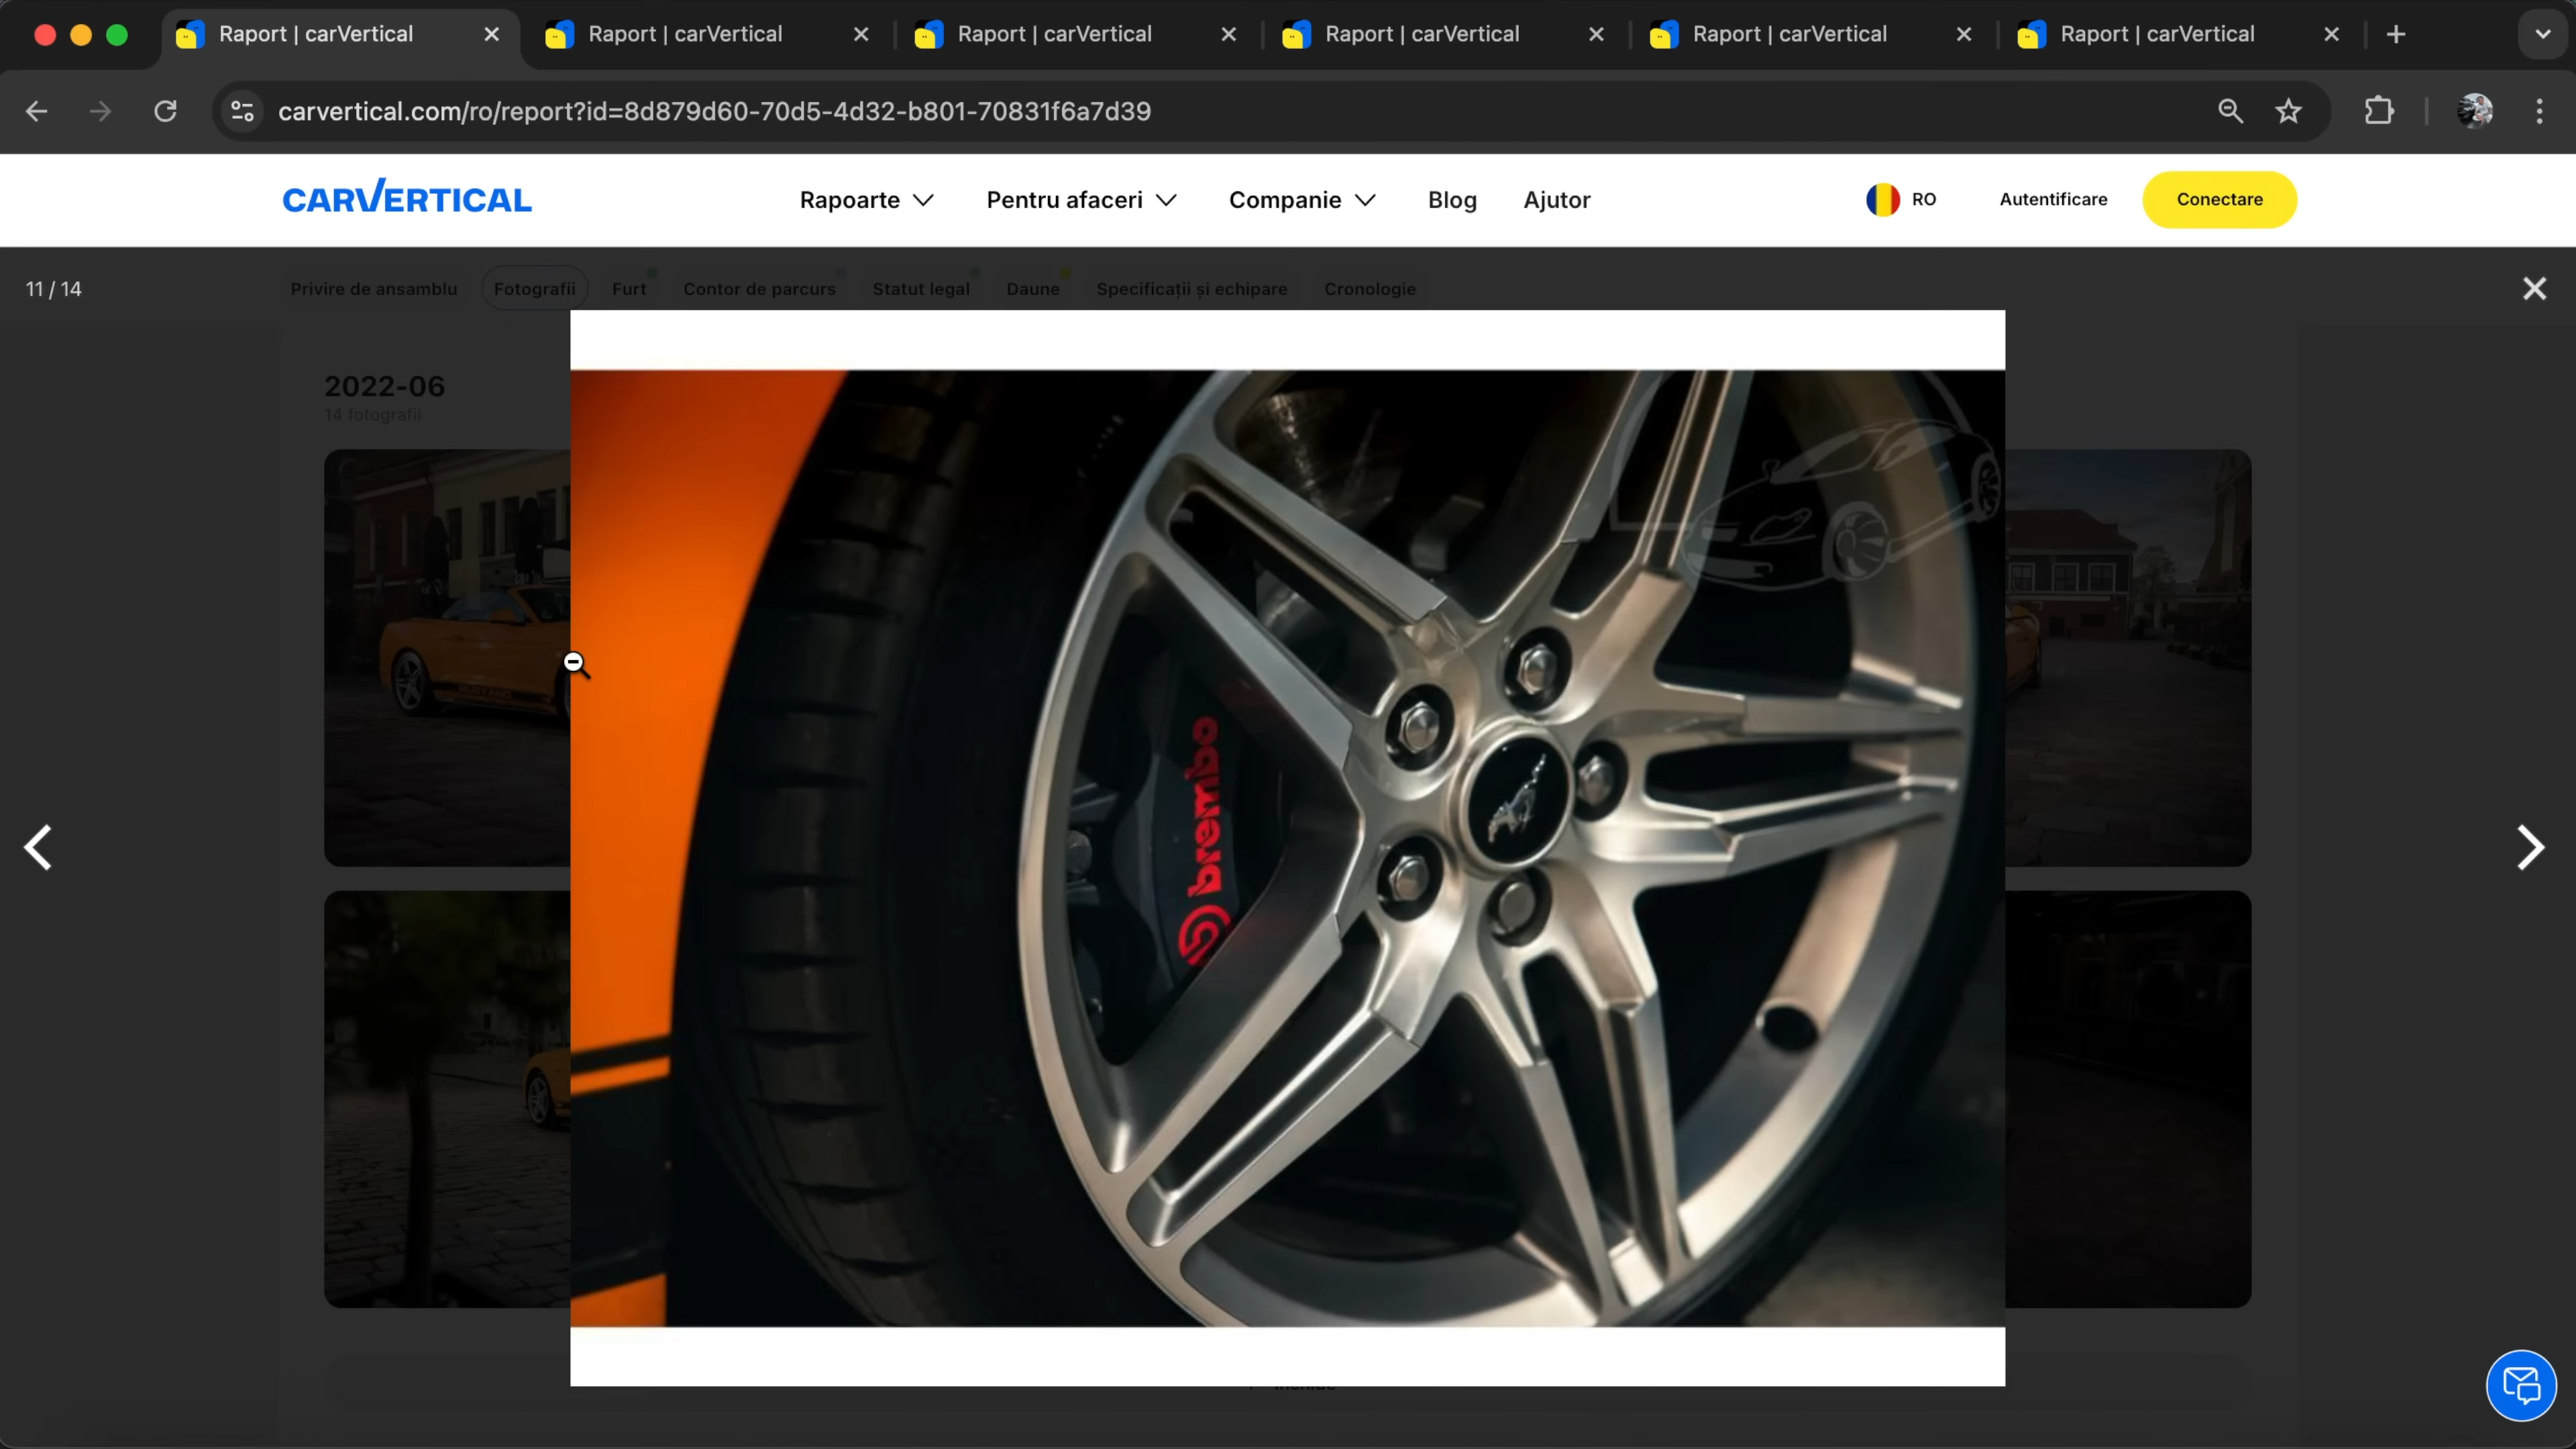 Raport | carVertical
Raport | carVertical
Raport | carVertical
Raport | carVertical
Raport | carVertical
Raport | carVertical
carvertical.com/ro/report?id=8d879d60-70d5-4d32-b801-70831f6a7d39
CARVERTICAL
Rapoarte
Pentru afaceri
Companie
Blog
Ajutor
RO
Autentificare
Conectare
11 / 14
Privire de ansamblu
Fotografii
Furt
Contor de parcurs
Statut legal
Daune
Specificații și echipare
Cronologie
2022-06
14 fotografii
MUSTANG
brembo